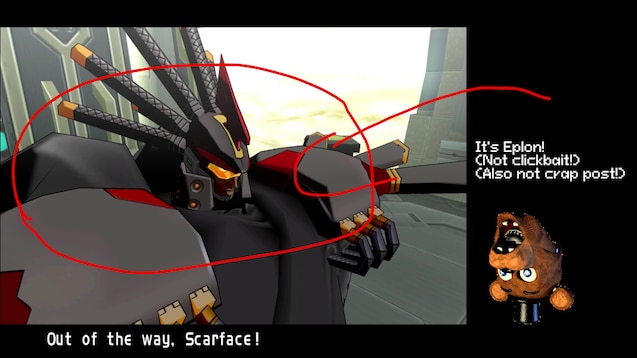 It's Eplon!
(Not clickbait!)
(Also not crap post!)
Out of the way, Scarface!